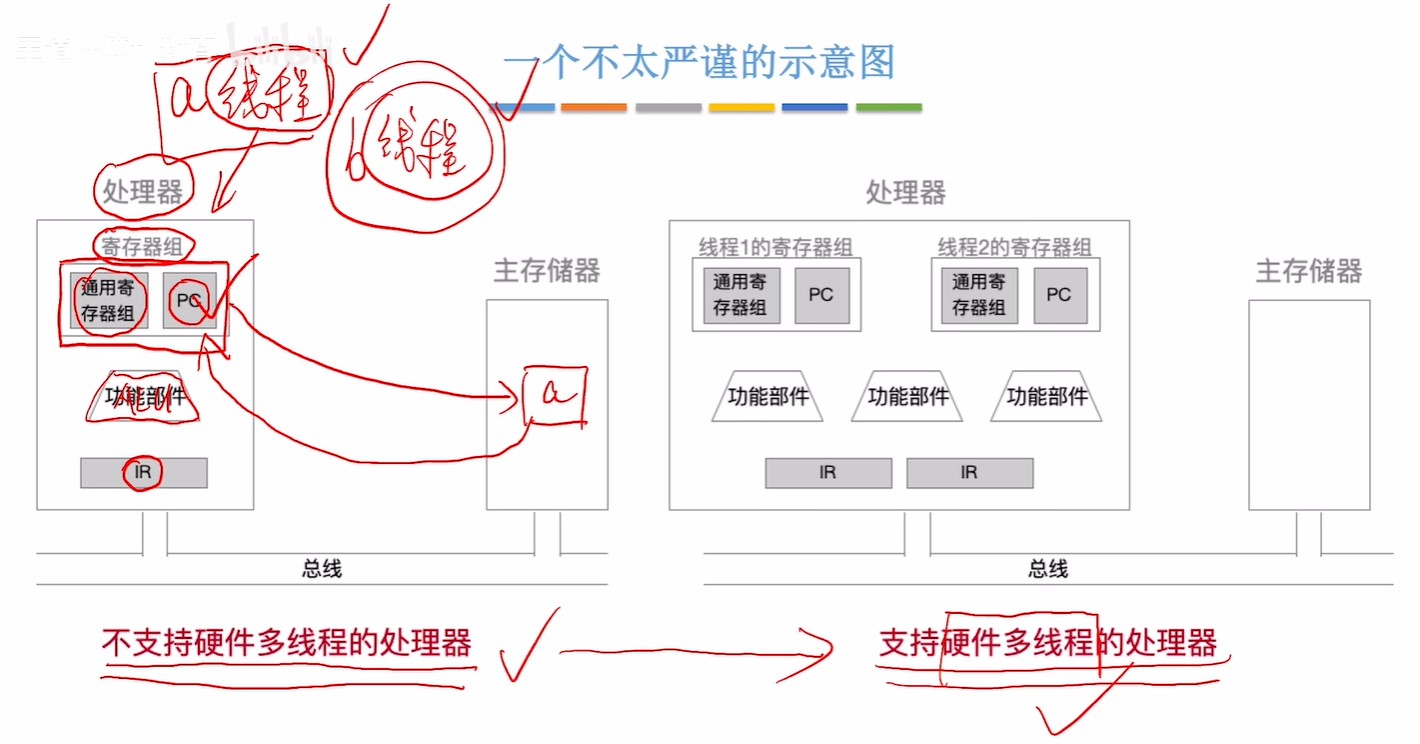 一个不太严谨的示意图
a线程
b线程
处理器
寄存器组
通用寄
存器组
PC
功能部件
ALU
IR
主存储器
a
总线
不支持硬件多线程的处理器
处理器
线程1的寄存器组
通用寄
存器组
PC
线程2的寄存器组
通用寄
存器组
PC
功能部件
功能部件
功能部件
IR
IR
主存储器
总线
支持硬件多线程的处理器